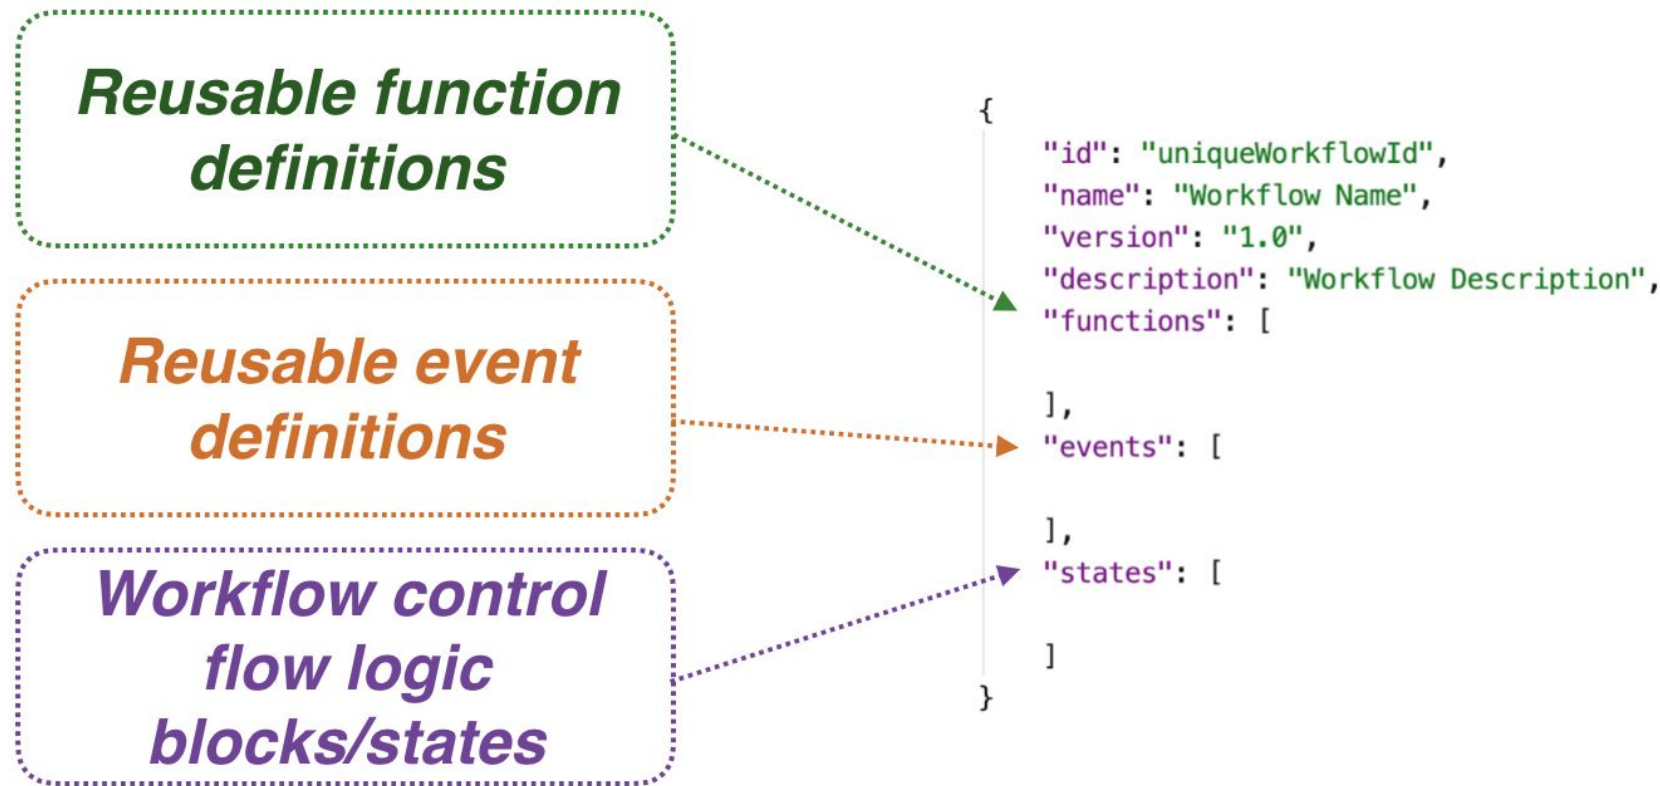 Reusable function
definitions
Reusable event
definitions
Workflow control
flow logic
blocks/states
{
"id": "uniqueWorkflowId",
"name": "Workflow Name",
"version": "1.0",
"description": "Workflow Description",
"functions": [
],
"events": [
],
"states": [
]
}